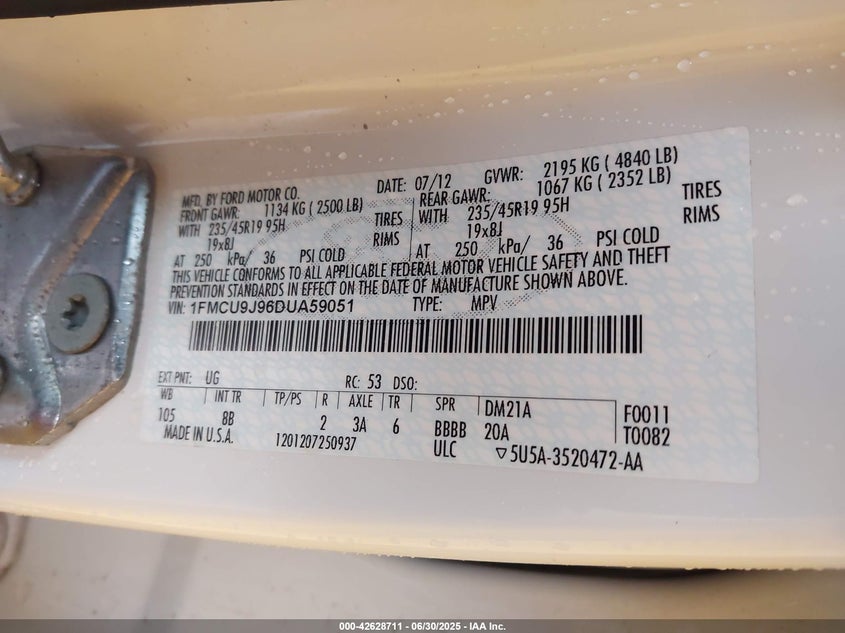 MFD. BY FORD MOTOR CO. DATE: 07/12 GVWR: 2195 KG ( 4840 LB)
FRONT GAWR: 1134 KG ( 2500 LB) REAR GAWR: 1067 KG ( 2352 LB)
WITH 235/45R19 95H TIRES WITH 235/45R19 95H TIRES
19x8J RIMS 19x8J RIMS
AT 250 kPa/ 36 PSI COLD AT 250 kPa/ 36 PSI COLD
THIS VEHICLE CONFORMS TO ALL APPLICABLE FEDERAL MOTOR VEHICLE SAFETY AND THEFT
PREVENTION STANDARDS IN EFFECT ON THE DATE OF MANUFACTURE SHOWN ABOVE.
VIN: 1FMCU9J96DUA59051 TYPE: MPV
EXT PNT: UG RC: 53 DSO:
WB INT TR TP/PS R AXLE TR SPR DM21A F0011
105 8B 2 3A 6 BBBB 20A T0082
MADE IN U.S.A. 1201207250937 ULC ▽5U5A-3520472-AA
000-42628711 - 06/30/2025 - IAA Inc.